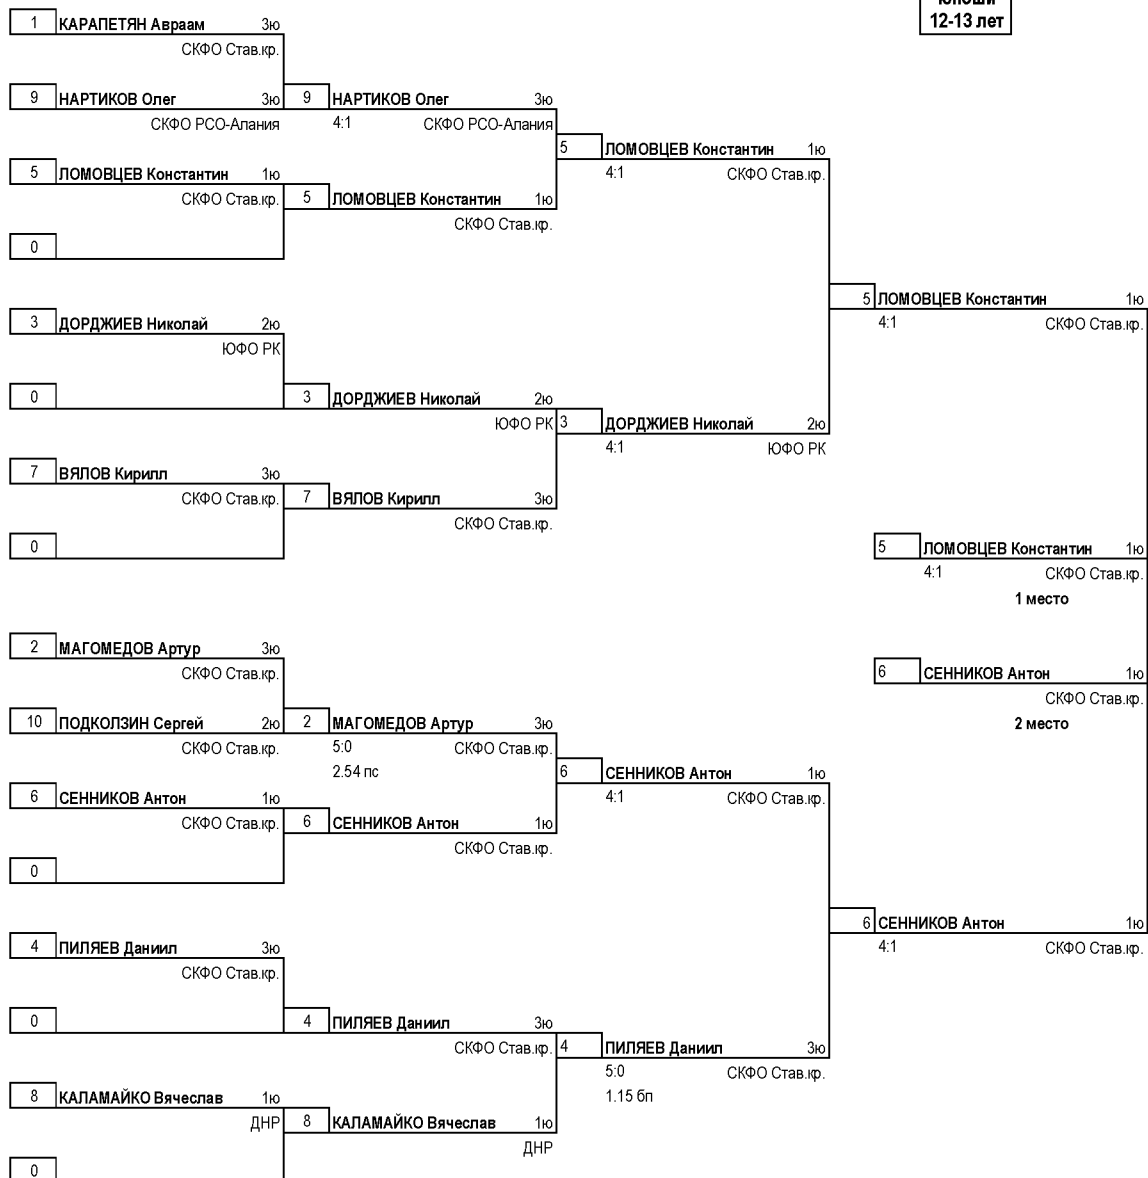 юноши
12-13 лет
1 КАРАПЕТЯН Авраам 3ю
СКФО Став.кр.
9 НАРТИКОВ Олег 3ю 9 НАРТИКОВ Олег 3ю
СКФО РСО-Алания 4:1 СКФО РСО-Алания
5 ЛОМОВЦЕВ Константин 1ю
4:1 СКФО Став.кр.
5 ЛОМОВЦЕВ Константин 1ю
СКФО Став.кр. 5 ЛОМОВЦЕВ Константин 1ю
СКФО Став.кр.
0
5 ЛОМОВЦЕВ Константин 1ю
4:1 СКФО Став.кр.
3 ДОРДЖИЕВ Николай 2ю
ЮФО РК
0 3 ДОРДЖИЕВ Николай 2ю
ЮФО РК 3 ДОРДЖИЕВ Николай 2ю
4:1 ЮФО РК
7 ВЯЛОВ Кирилл 3ю
СКФО Став.кр. 7 ВЯЛОВ Кирилл 3ю
СКФО Став.кр.
0
5 ЛОМОВЦЕВ Константин 1ю
4:1 СКФО Став.кр.
1 место
2 МАГОМЕДОВ Артур 3ю
СКФО Став.кр.
6 СЕННИКОВ Антон 1ю
СКФО Став.кр.
2 место
10 ПОДКОЛЗИН Сергей 2ю 2 МАГОМЕДОВ Артур 3ю
СКФО Став.кр. 5:0 СКФО Став.кр.
2.54 пс
6 СЕННИКОВ Антон 1ю
4:1 СКФО Став.кр.
6 СЕННИКОВ Антон 1ю
СКФО Став.кр. 6 СЕННИКОВ Антон 1ю
СКФО Став.кр.
0
6 СЕННИКОВ Антон 1ю
4:1 СКФО Став.кр.
4 ПИЛЯЕВ Даниил 3ю
СКФО Став.кр.
0 4 ПИЛЯЕВ Даниил 3ю
СКФО Став.кр. 4 ПИЛЯЕВ Даниил 3ю
5:0 СКФО Став.кр.
1.15 бп
8 КАЛАМАЙКО Вячеслав 1ю
ДНР 8 КАЛАМАЙКО Вячеслав 1ю
ДНР
0